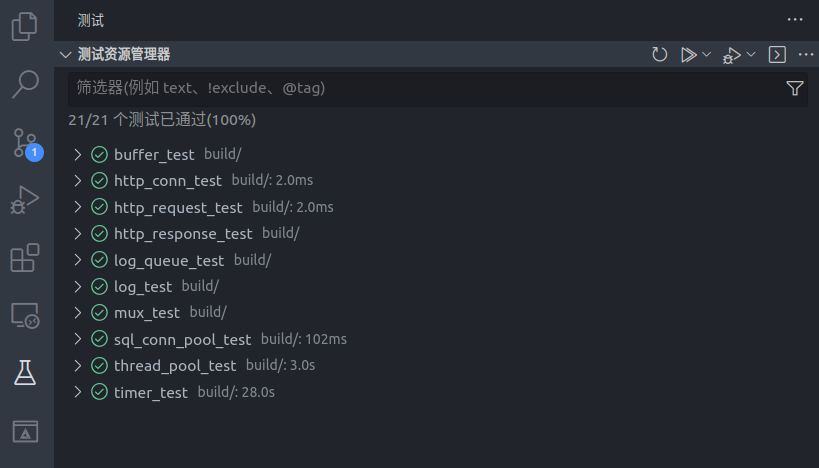 测试
测试资源管理器
筛选器(例如 text、!exclude、@tag)
21/21 个测试已通过(100%)
buffer_test build/
http_conn_test build/: 2.0ms
http_request_test build/: 2.0ms
http_response_test build/
log_queue_test build/
log_test build/
mux_test build/
sql_conn_pool_test build/: 102ms
thread_pool_test build/: 3.0s
timer_test build/: 28.0s
1